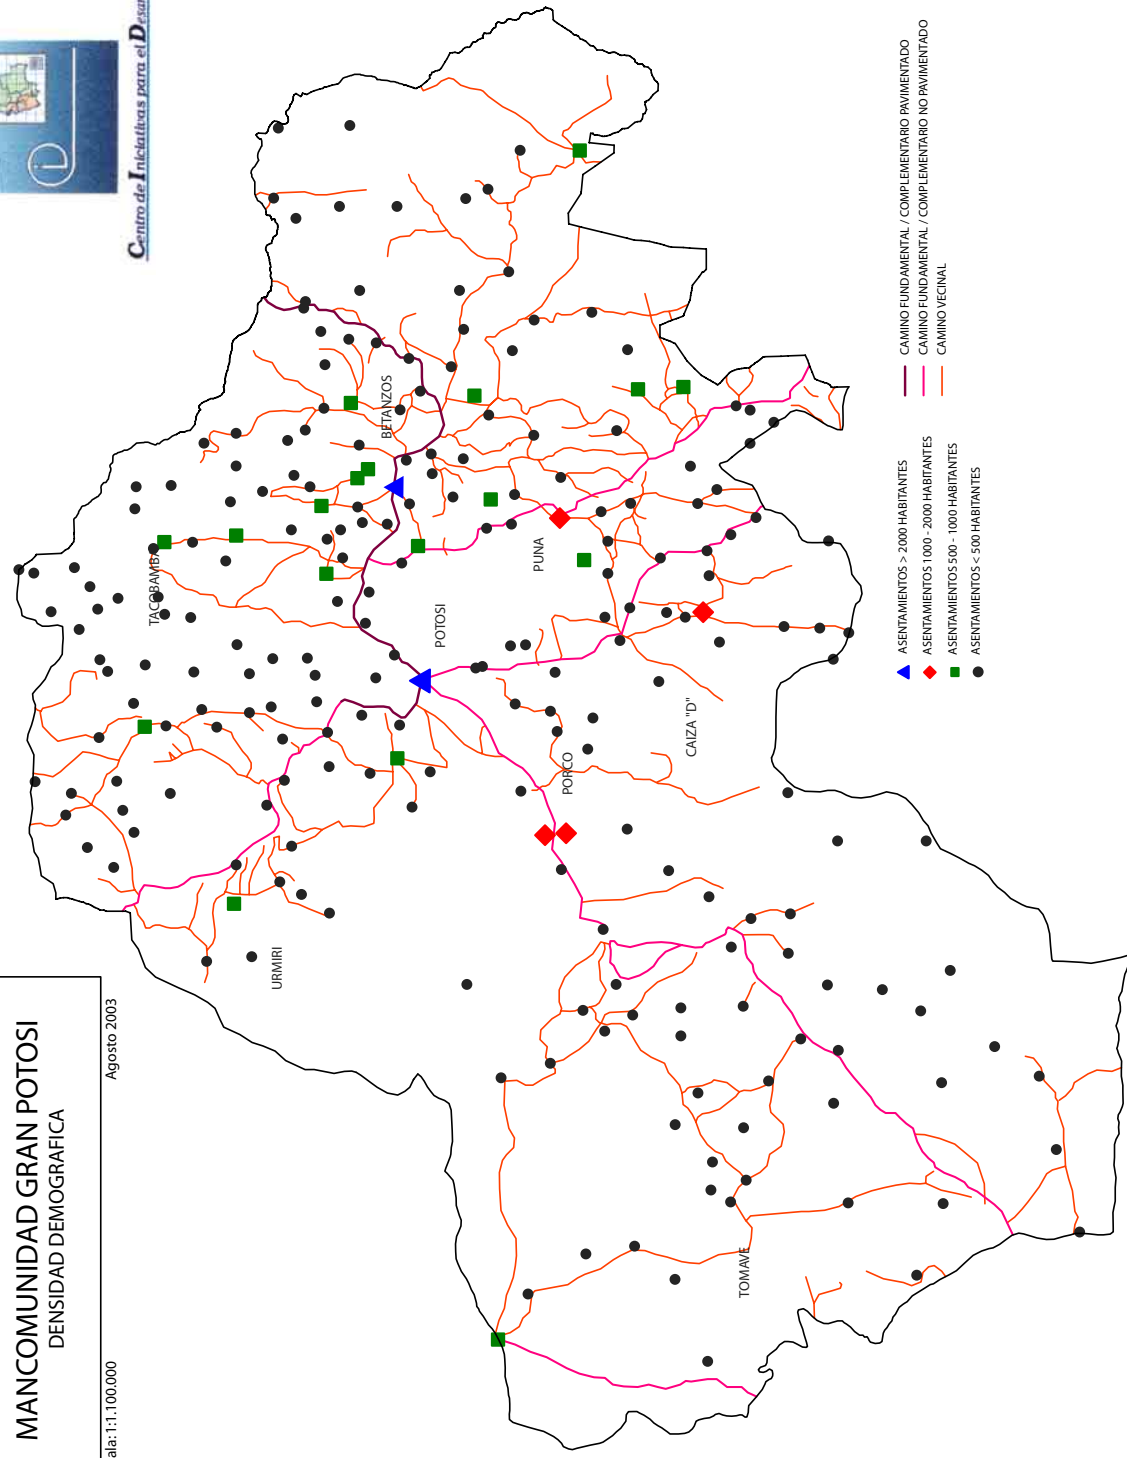 MANCOMUNIDAD GRAN POTOSI
DENSIDAD DEMOGRAFICA
ala: 1:1.100.000
Agosto 2003
Centro de Iniciativas para el Desar
TACOBAMBA
BETANZOS
POTOSI
PUNA
URMIRI
PORCO
CAIZA "D"
TOMAVE
ASENTAMIENTOS > 2000 HABITANTES
ASENTAMIENTOS 1000 - 2000 HABITANTES
ASENTAMIENTOS 500 - 1000 HABITANTES
ASENTAMIENTOS < 500 HABITANTES
CAMINO FUNDAMENTAL / COMPLEMENTARIO PAVIMENTADO
CAMINO FUNDAMENTAL / COMPLEMENTARIO NO PAVIMENTADO
CAMINO VECINAL